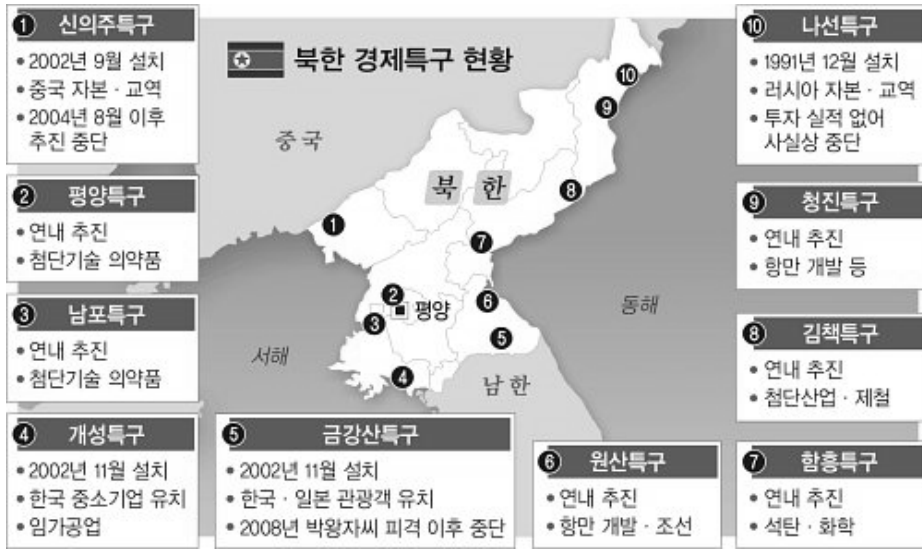 북한 경제특구 현황
1 신의주특구
• 2002년 9월 설치
• 중국 자본 · 교역
• 2004년 8월 이후
추진 중단
2 평양특구
• 연내 추진
• 첨단기술 의약품
3 남포특구
• 연내 추진
• 첨단기술 의약품
4 개성특구
• 2002년 11월 설치
• 한국 중소기업 유치
• 임가공업
5 금강산특구
• 2002년 11월 설치
• 한국 · 일본 관광객 유치
• 2008년 박왕자씨 피격 이후 중단
6 원산특구
• 연내 추진
• 항만 개발 · 조선
7 함흥특구
• 연내 추진
• 석탄 · 화학
8 김책특구
• 연내 추진
• 첨단산업 · 제철
9 청진특구
• 연내 추진
• 항만 개발 등
10 나선특구
• 1991년 12월 설치
• 러시아 자본 · 교역
• 투자 실적 없어
사실상 중단
중국
북한
평양
서해
동해
남한
1
2
3
4
5
6
7
8
9
10